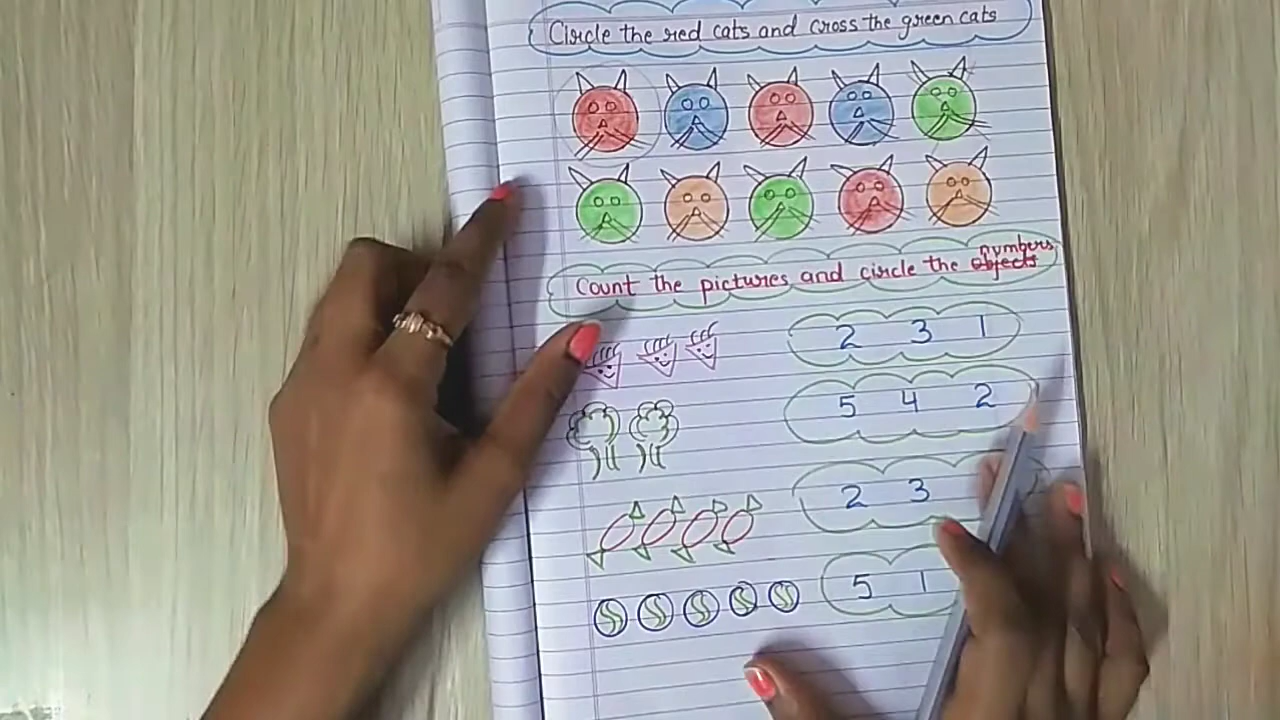 Circle the red cats and cross the green cats
Count the pictures and circle the objects numbers
2 3 1
5 4 2
2 3
5 1